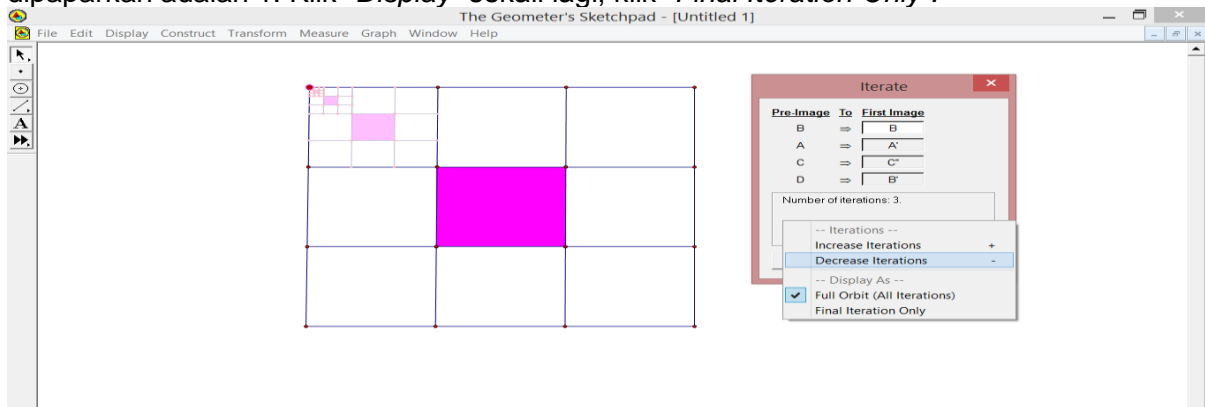 dipaparkan adalah 1. Klik "Display" sekali lagi, klik "Final Iteration Only".
The Geometer's Sketchpad - [Untitled 1]
File Edit Display Construct Transform Measure Graph Window Help
A
Iterate
Pre-Image To First Image
B ⇒ B
A ⇒ A'
C ⇒ C"
D ⇒ B'
Number of iterations: 3.
-- Iterations --
Increase Iterations +
Decrease Iterations -
-- Display As --
Full Orbit (All Iterations)
Final Iteration Only